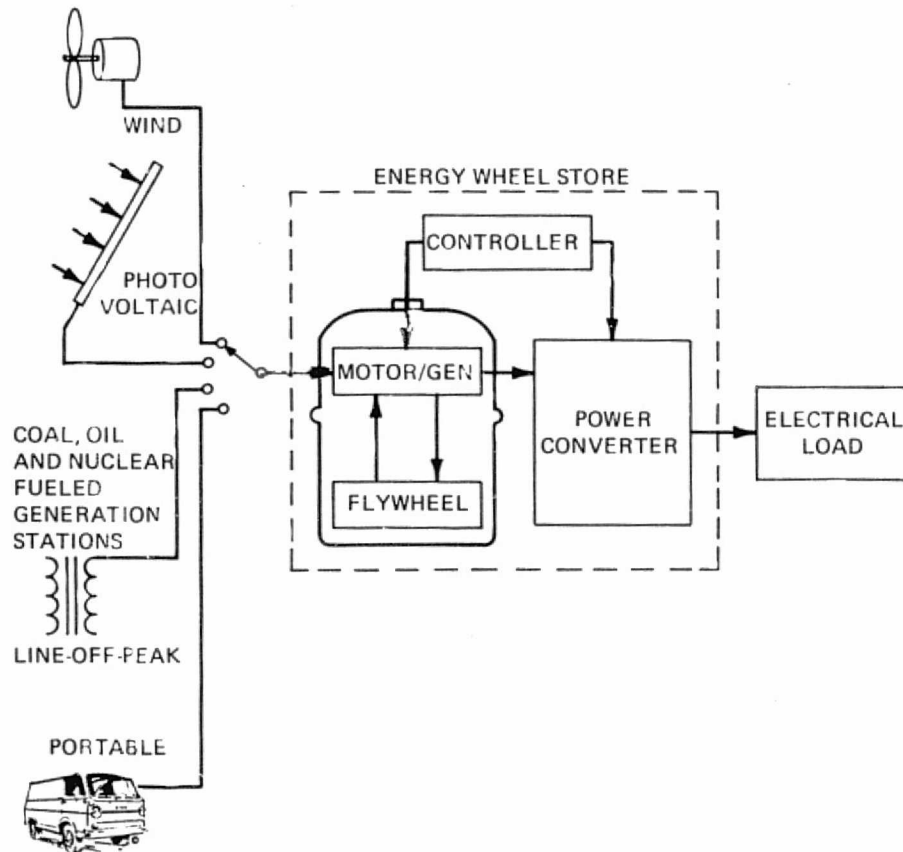 WIND
PHOTO
VOLTAIC
COAL, OIL
AND NUCLEAR
FUELED
GENERATION
STATIONS
LINE-OFF-PEAK
PORTABLE
ENERGY WHEEL STORE
CONTROLLER
MOTOR/GEN
FLYWHEEL
POWER
CONVERTER
ELECTRICAL
LOAD